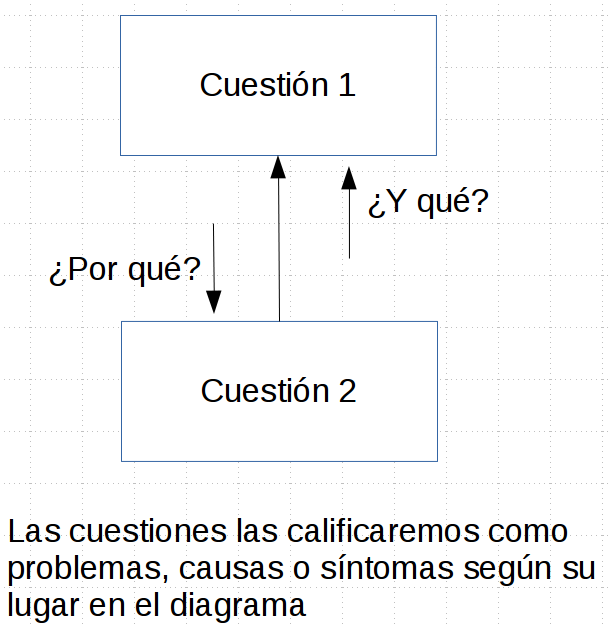 Cuestión 1
¿Y qué?
¿Por qué?
Cuestión 2
Las cuestiones las calificaremos como
problemas, causas o síntomas según su
lugar en el diagrama